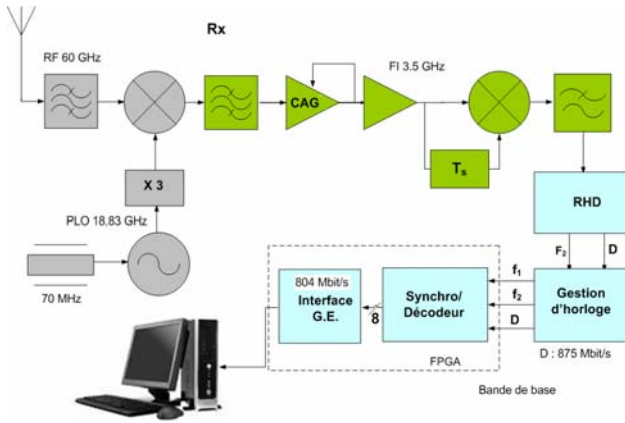 Rx
RF 60 GHz
FI 3.5 GHz
CAG
Ts
X 3
PLO 18.83 GHz
70 MHz
RHD
F₂ D
804 Mbit/s
Interface
G.E.
8
Synchro/
Décodeur
f₁
f₂
D
Gestion
d'horloge
FPGA
D : 875 Mbit/s
Bande de base